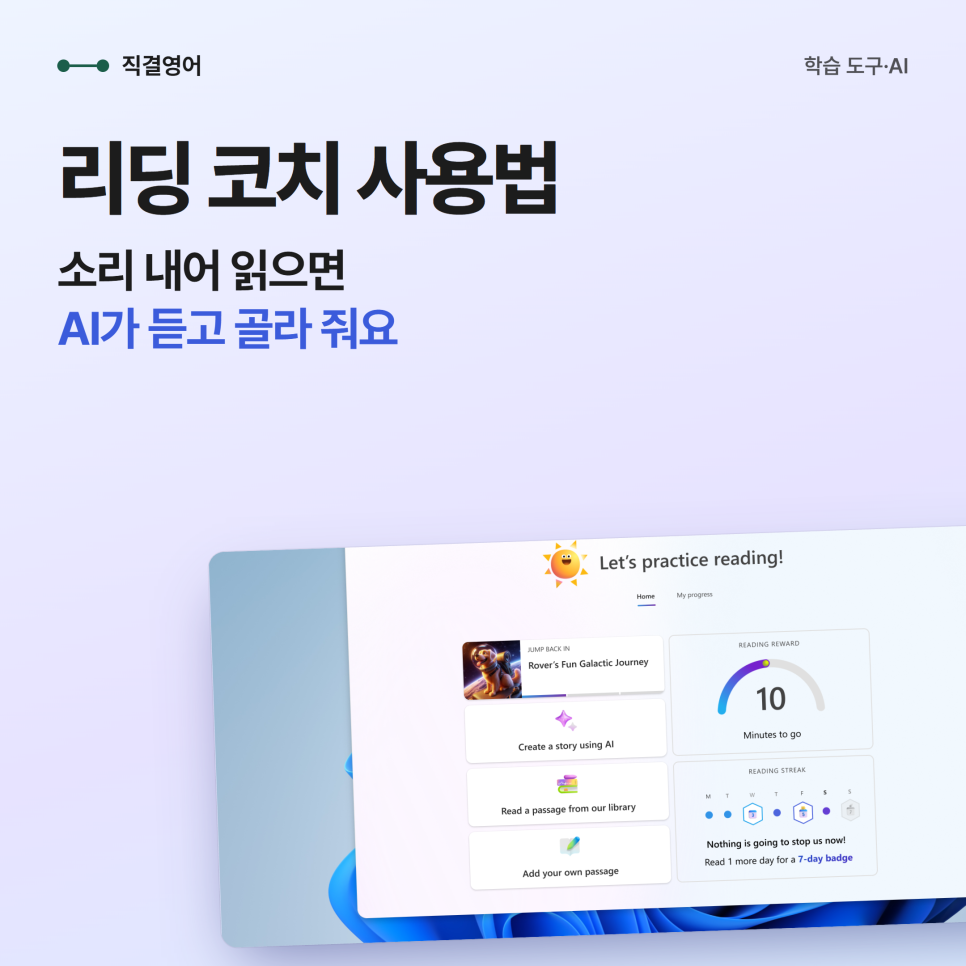 직결영어
학습 도구·AI
리딩 코치 사용법
소리 내어 읽으면
AI가 듣고 골라 줘요
Let's practice reading!
Home
My progress
JUMP BACK IN
Rover's Fun Galactic Journey
Create a story using AI
Read a passage from our library
Add your own passage
READING REWARD
10
Minutes to go
READING STREAK
M T W T F S S
Nothing is going to stop us now!
Read 1 more day for a 7-day badge